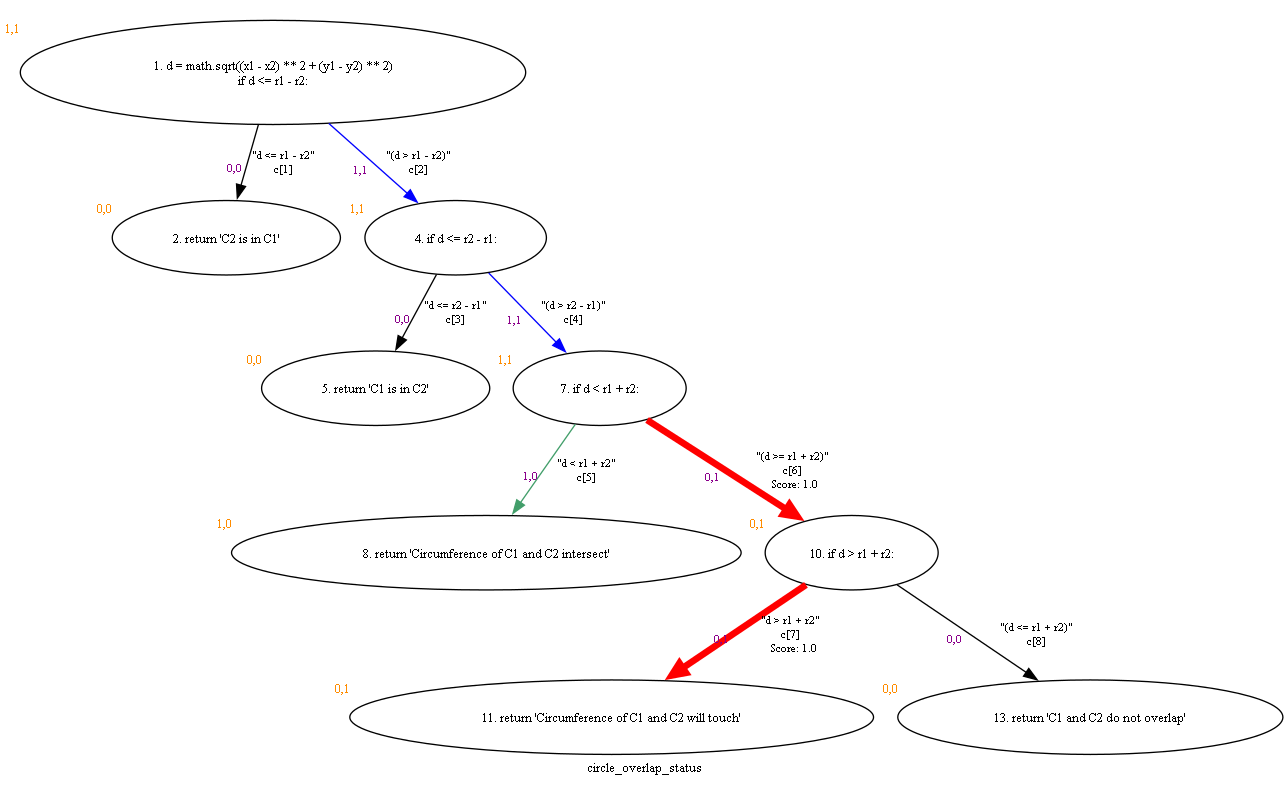 1,1
1. d = math.sqrt((x1 - x2) ** 2 + (y1 - y2) ** 2)
if d <= r1 - r2:
0,0
"d <= r1 - r2"
c[1]
1,1
"(d > r1 - r2)"
c[2]
0,0
2. return 'C2 is in C1'
1,1
4. if d <= r2 - r1:
0,0
"d <= r2 - r1"
c[3]
1,1
"(d > r2 - r1)"
c[4]
0,0
5. return 'C1 is in C2'
1,1
7. if d < r1 + r2:
1,0
"d < r1 + r2"
c[5]
0,1
"(d >= r1 + r2)"
c[6]
Score: 1.0
1,0
8. return 'Circumference of C1 and C2 intersect'
0,1
10. if d > r1 + r2:
0,1
"d > r1 + r2"
c[7]
Score: 1.0
0,0
"(d <= r1 + r2)"
c[8]
0,1
11. return 'Circumference of C1 and C2 will touch'
0,0
13. return 'C1 and C2 do not overlap'
circle_overlap_status